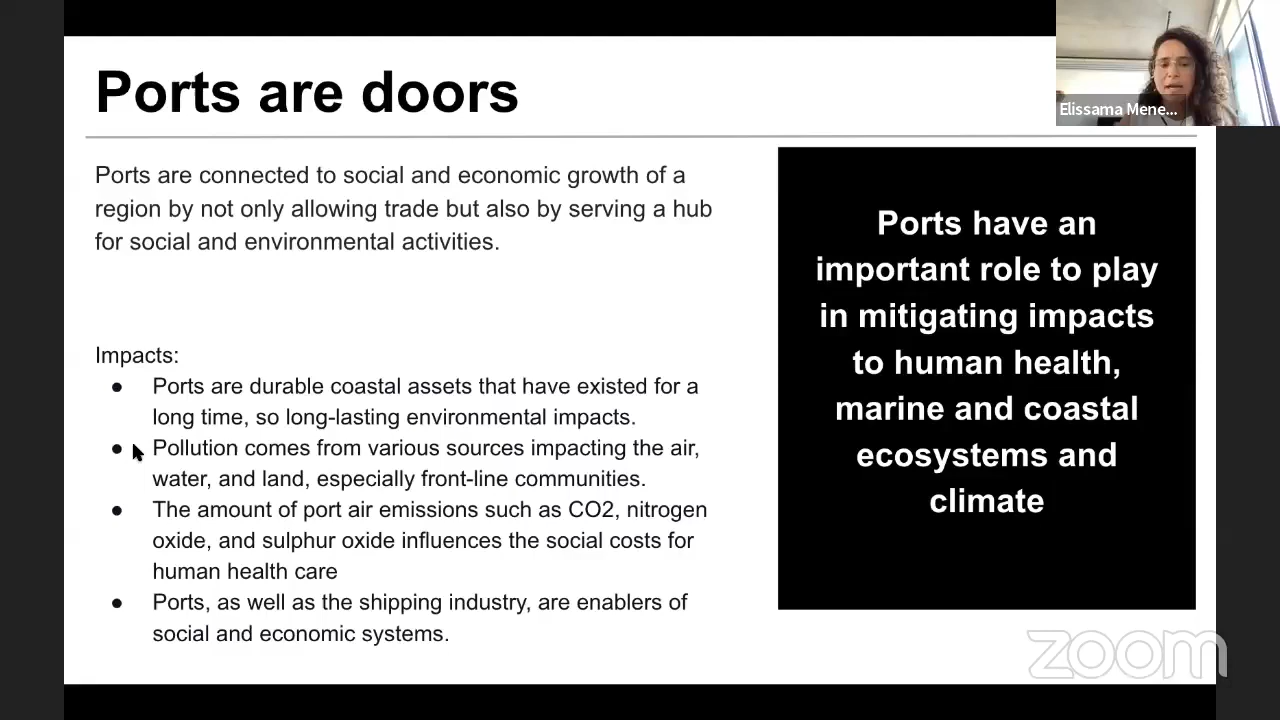 Ports are doors
Elissama Mene...
Ports are connected to social and economic growth of a
region by not only allowing trade but also by serving a hub
for social and environmental activities.
Impacts:
● Ports are durable coastal assets that have existed for a
long time, so long-lasting environmental impacts.
● Pollution comes from various sources impacting the air,
water, and land, especially front-line communities.
● The amount of port air emissions such as CO2, nitrogen
oxide, and sulphur oxide influences the social costs for
human health care
● Ports, as well as the shipping industry, are enablers of
social and economic systems.
Ports have an
important role to play
in mitigating impacts
to human health,
marine and coastal
ecosystems and
climate
zoom